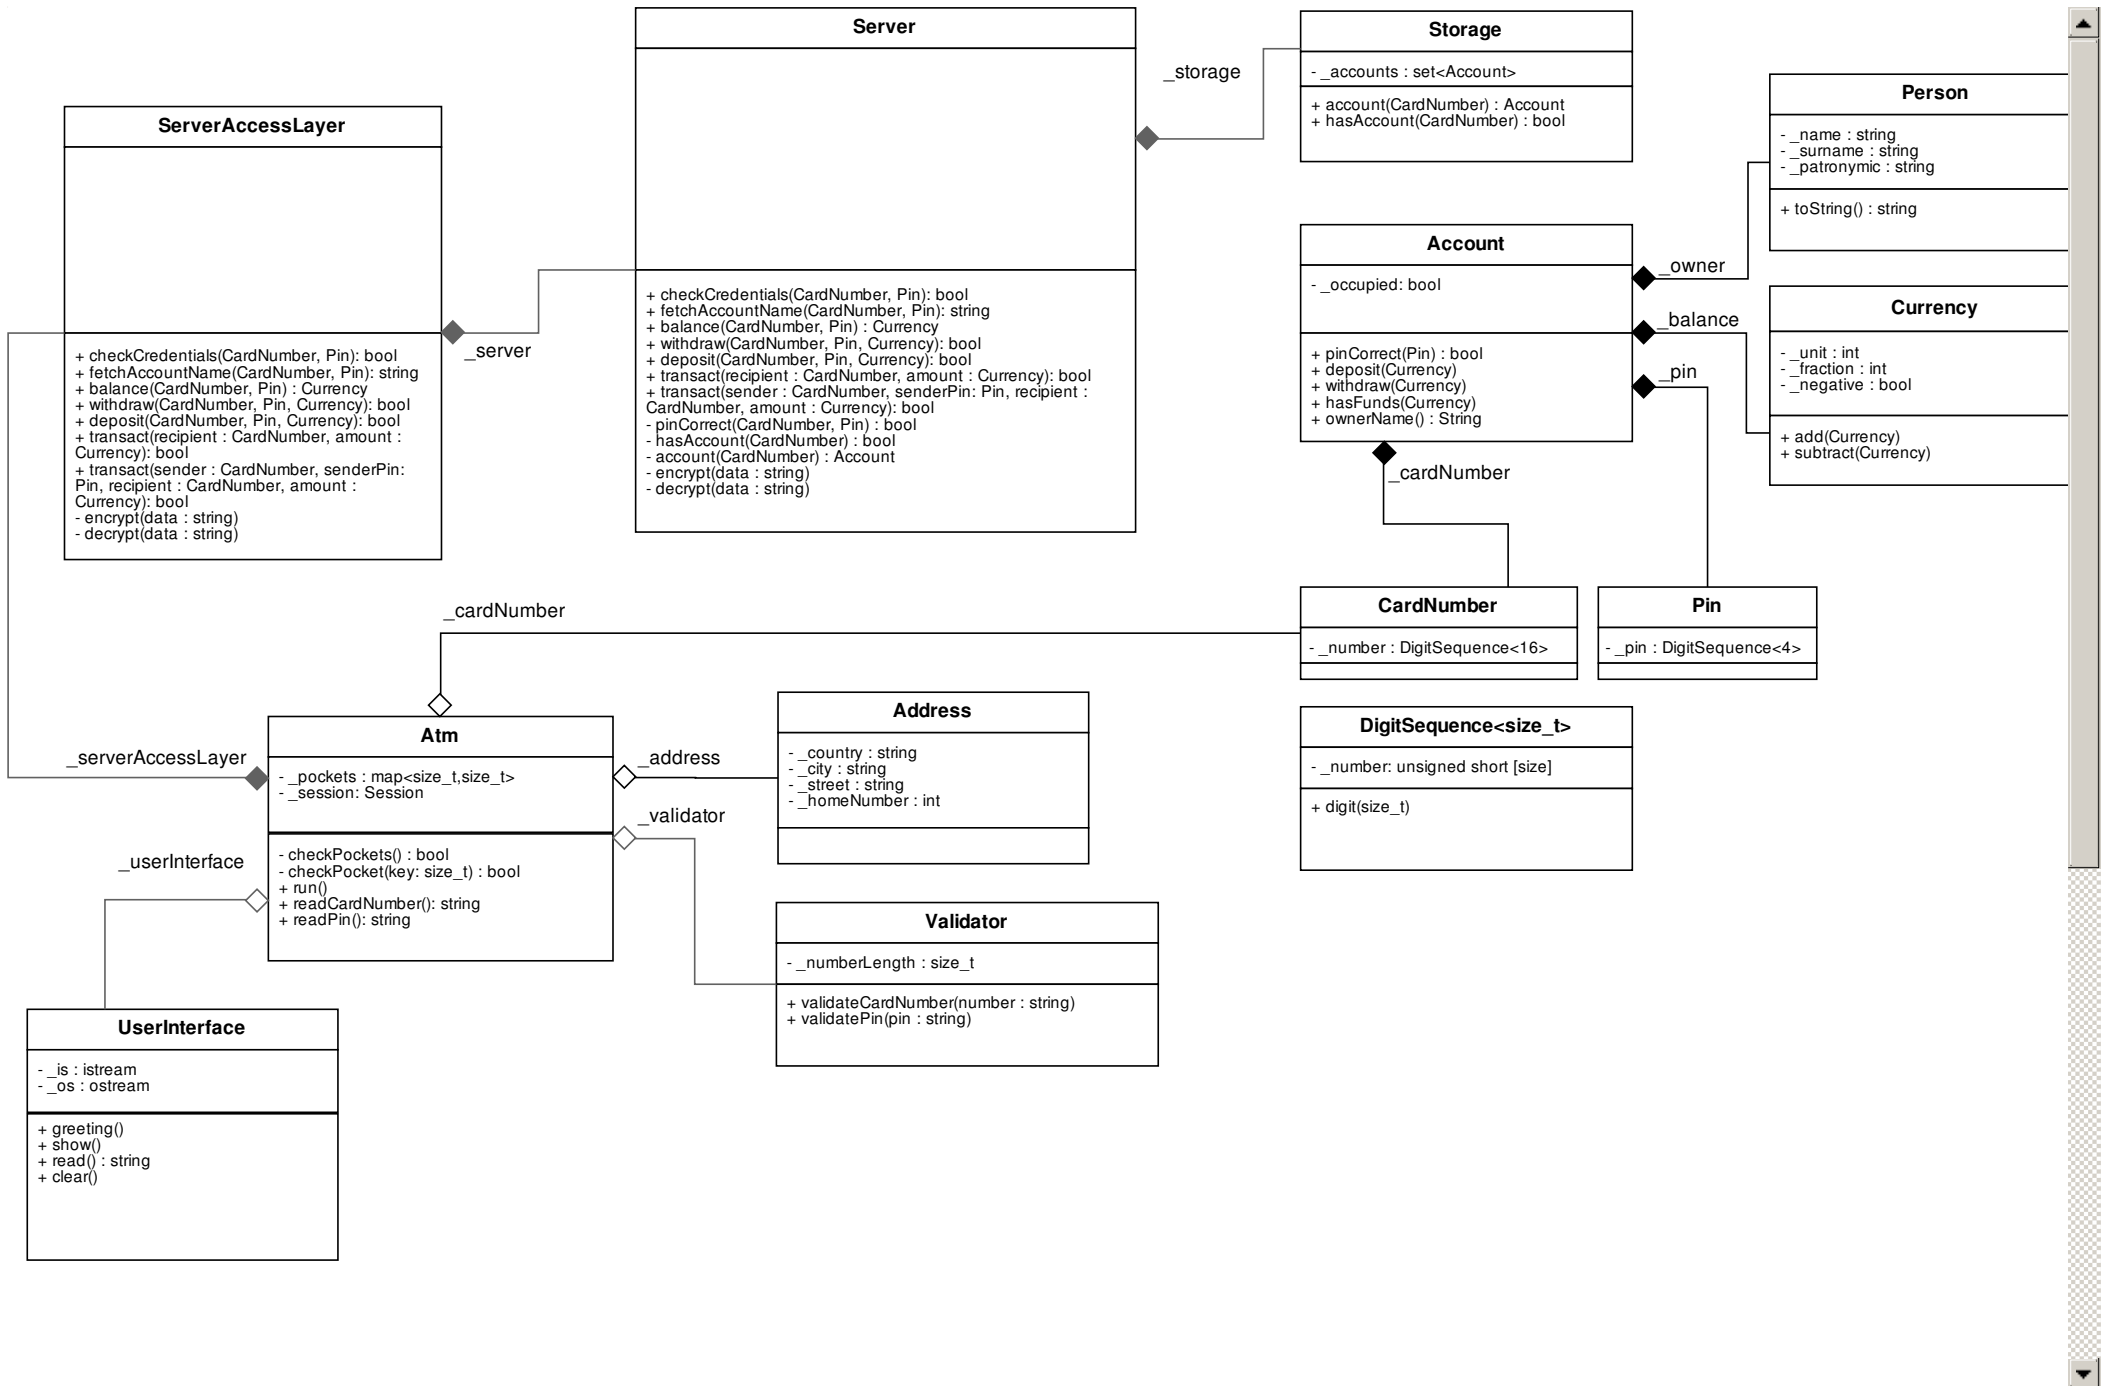 Server
+ checkCredentials(CardNumber, Pin): bool
+ fetchAccountName(CardNumber, Pin): string
+ balance(CardNumber, Pin) : Currency
+ withdraw(CardNumber, Pin, Currency): bool
+ deposit(CardNumber, Pin, Currency): bool
+ transact(recipient : CardNumber, amount : Currency): bool
+ transact(sender : CardNumber, senderPin: Pin, recipient :
CardNumber, amount : Currency): bool
- pinCorrect(CardNumber, Pin) : bool
- hasAccount(CardNumber) : bool
- account(CardNumber) : Account
- encrypt(data : string)
- decrypt(data : string)
_storage
Storage
- _accounts : set<Account>
+ account(CardNumber) : Account
+ hasAccount(CardNumber) : bool
Person
- _name : string
- _surname : string
- _patronymic : string
+ toString() : string
ServerAccessLayer
+ checkCredentials(CardNumber, Pin): bool
+ fetchAccountName(CardNumber, Pin): string
+ balance(CardNumber, Pin) : Currency
+ withdraw(CardNumber, Pin, Currency): bool
+ deposit(CardNumber, Pin, Currency): bool
+ transact(recipient : CardNumber, amount :
Currency): bool
+ transact(sender : CardNumber, senderPin:
Pin, recipient : CardNumber, amount :
Currency): bool
- encrypt(data : string)
- decrypt(data : string)
_server
Account
- _occupied: bool
+ pinCorrect(Pin) : bool
+ deposit(Currency)
+ withdraw(Currency)
+ hasFunds(Currency)
+ ownerName() : String
_owner
_balance
_pin
_cardNumber
Currency
- _unit : int
- _fraction : int
- _negative : bool
+ add(Currency)
+ subtract(Currency)
_cardNumber
CardNumber
- _number : DigitSequence<16>
Pin
- _pin : DigitSequence<4>
DigitSequence<size_t>
- _number: unsigned short [size]
+ digit(size_t)
_serverAccessLayer
Atm
- _pockets : map<size_t,size_t>
- _session: Session
- checkPockets() : bool
- checkPocket(key: size_t) : bool
+ run()
+ readCardNumber(): string
+ readPin(): string
_address
_validator
_userInterface
Address
- _country : string
- _city : string
- _street : string
- _homeNumber : int
Validator
- _numberLength : size_t
+ validateCardNumber(number : string)
+ validatePin(pin : string)
UserInterface
- _is : istream
- _os : ostream
+ greeting()
+ show()
+ read() : string
+ clear()